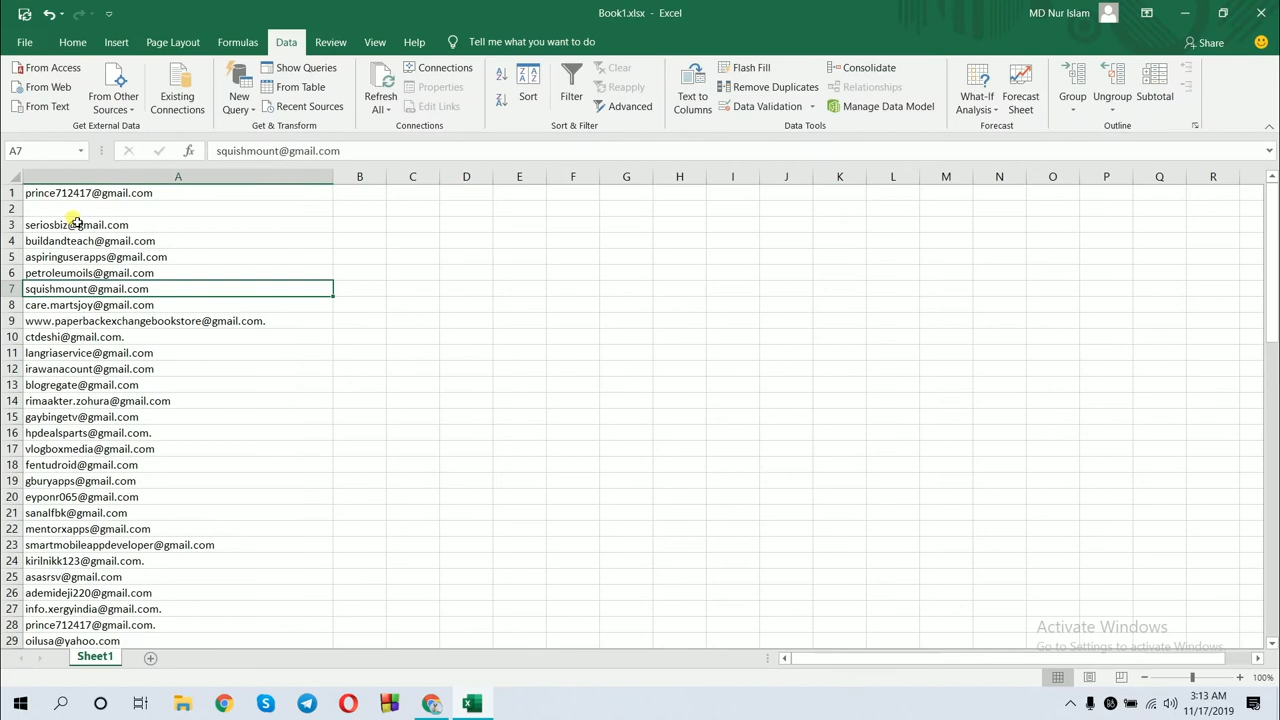 Book1.xlsx - Excel
MD Nur Islam
File Home Insert Page Layout Formulas Data Review View Help Tell me what you want to do Share
From Access
From Web
From Text
From Other Sources
Existing Connections
Get External Data
New Query
Show Queries
From Table
Recent Sources
Get & Transform
Refresh All
Connections
Properties
Edit Links
Connections
Sort
Filter
Clear
Reapply
Advanced
Sort & Filter
Text to Columns
Flash Fill
Remove Duplicates
Data Validation
Consolidate
Relationships
Manage Data Model
Data Tools
What-If Analysis
Forecast Sheet
Forecast
Group
Ungroup
Subtotal
Outline
A7 fx squishmount@gmail.com
A B C D E F G H I J K L M N O P Q R
1 prince712417@gmail.com
2
3 seriosbiz@gmail.com
4 buildandteach@gmail.com
5 aspiringuserapps@gmail.com
6 petroleumoils@gmail.com
7 squishmount@gmail.com
8 care.martsjoy@gmail.com
9 www.paperbackexchangebookstore@gmail.com.
10 ctdeshi@gmail.com.
11 langriaservice@gmail.com
12 irawanacount@gmail.com
13 blogregate@gmail.com
14 rimaakter.zohura@gmail.com
15 gaybingetv@gmail.com
16 hpdealsparts@gmail.com.
17 vlogboxmedia@gmail.com
18 fentudroid@gmail.com
19 gburyapps@gmail.com
20 eyponr065@gmail.com
21 sanalfbk@gmail.com
22 mentorxapps@gmail.com
23 smartmobileappdeveloper@gmail.com
24 kirilnikk123@gmail.com.
25 asasrsv@gmail.com
26 ademideji220@gmail.com
27 info.xergyindia@gmail.com.
28 prince712417@gmail.com.
29 oilusa@yahoo.com
Activate Windows
Go to Settings to activate Windows.
Sheet1
100%
3:13 AM
11/17/2019